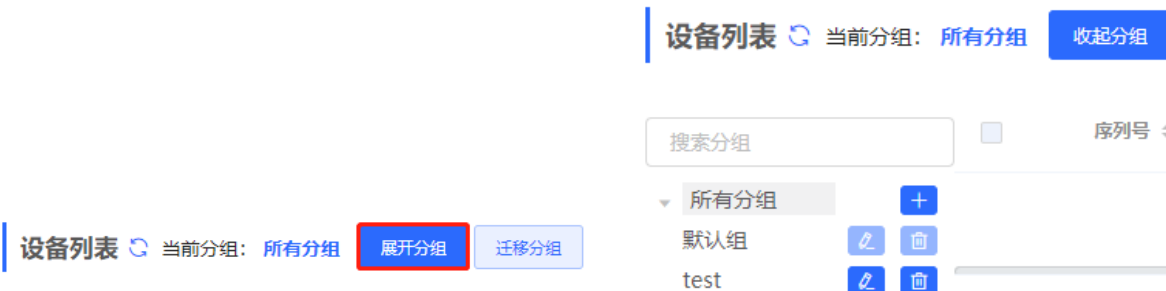 设备列表 当前分组： 所有分组 展开分组 迁移分组
设备列表 当前分组： 所有分组 收起分组
搜索分组 序列号
所有分组
默认组
test